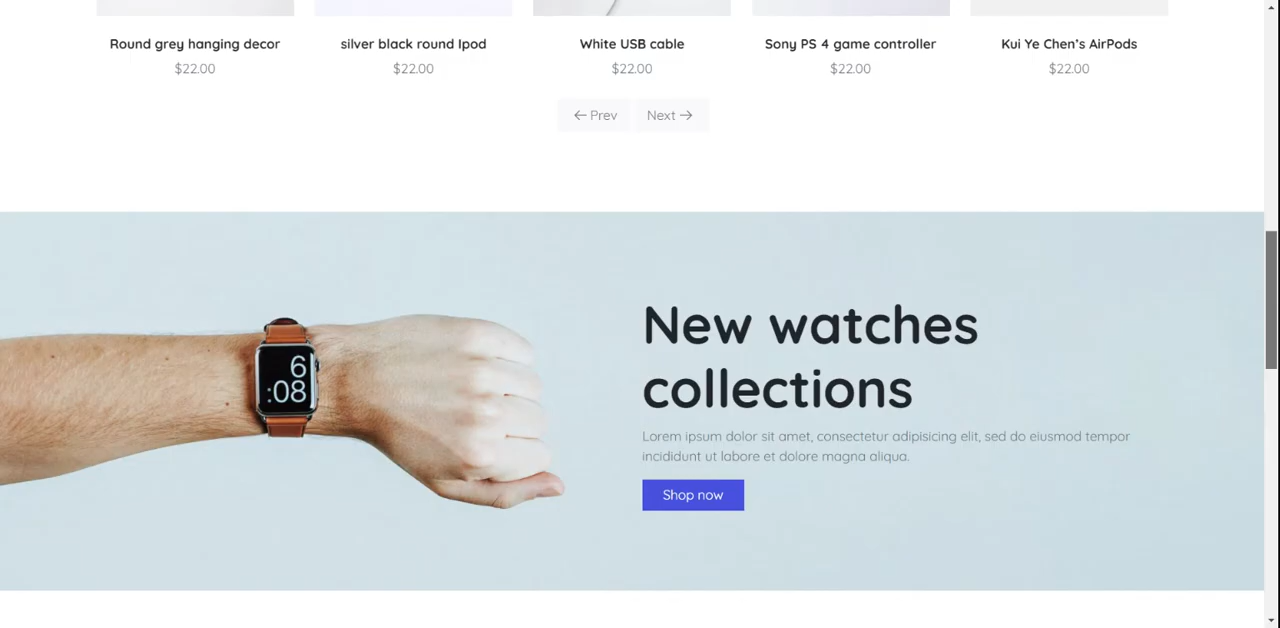 Round grey hanging decor
$22.00
silver black round Ipod
$22.00
White USB cable
$22.00
Sony PS 4 game controller
$22.00
Kui Ye Chen’s AirPods
$22.00
← Prev
Next →
6
:08
New watches
collections
Lorem ipsum dolor sit amet, consectetur adipisicing elit, sed do eiusmod tempor
incididunt ut labore et dolore magna aliqua.
Shop now